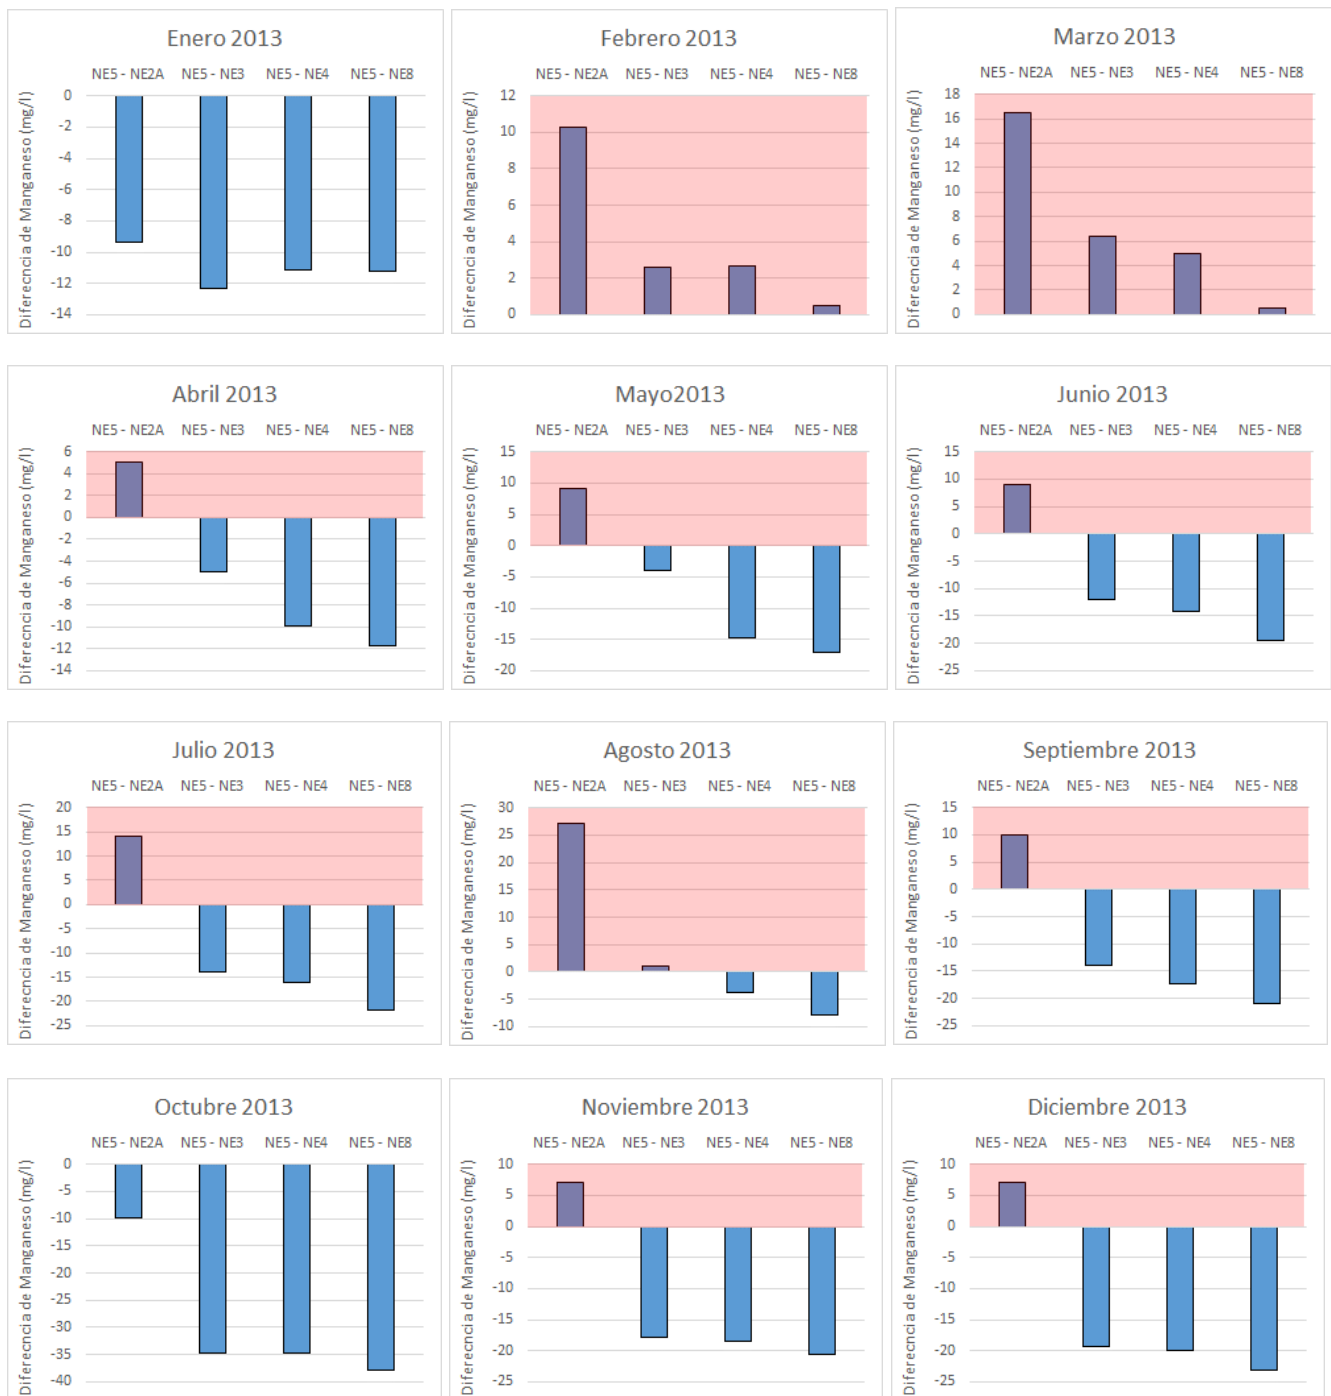 Enero 2013
NE5 - NE2A NE5 - NE3 NE5 - NE4 NE5 - NE8
Diferecncia de Manganeso (mg/l)
0
-2
-4
-6
-8
-10
-12
-14
Febrero 2013
NE5 - NE2A NE5 - NE3 NE5 - NE4 NE5 - NE8
Diferecncia de Manganeso (mg/l)
12
10
8
6
4
2
0
Marzo 2013
NE5 - NE2A NE5 - NE3 NE5 - NE4 NE5 - NE8
Diferecncia de Manganeso (mg/l)
18
16
14
12
10
8
6
4
2
0
Abril 2013
NE5 - NE2A NE5 - NE3 NE5 - NE4 NE5 - NE8
Diferecncia de Manganeso (mg/l)
6
4
2
0
-2
-4
-6
-8
-10
-12
-14
Mayo2013
NE5 - NE2A NE5 - NE3 NE5 - NE4 NE5 - NE8
Diferecncia de Manganeso (mg/l)
15
10
5
0
-5
-10
-15
-20
Junio 2013
NE5 - NE2A NE5 - NE3 NE5 - NE4 NE5 - NE8
Diferecncia de Manganeso (mg/l)
15
10
5
0
-5
-10
-15
-20
-25
Julio 2013
NE5 - NE2A NE5 - NE3 NE5 - NE4 NE5 - NE8
Diferecncia de Manganeso (mg/l)
20
15
10
5
0
-5
-10
-15
-20
-25
Agosto 2013
NE5 - NE2A NE5 - NE3 NE5 - NE4 NE5 - NE8
Diferecncia de Manganeso (mg/l)
30
25
20
15
10
5
0
-5
-10
Septiembre 2013
NE5 - NE2A NE5 - NE3 NE5 - NE4 NE5 - NE8
Diferecncia de Manganeso (mg/l)
15
10
5
0
-5
-10
-15
-20
-25
Octubre 2013
NE5 - NE2A NE5 - NE3 NE5 - NE4 NE5 - NE8
Diferecncia de Manganeso (mg/l)
0
-5
-10
-15
-20
-25
-30
-35
-40
Noviembre 2013
NE5 - NE2A NE5 - NE3 NE5 - NE4 NE5 - NE8
Diferecncia de Manganeso (mg/l)
10
5
0
-5
-10
-15
-20
-25
Diciembre 2013
NE5 - NE2A NE5 - NE3 NE5 - NE4 NE5 - NE8
Diferecncia de Manganeso (mg/l)
10
5
0
-5
-10
-15
-20
-25